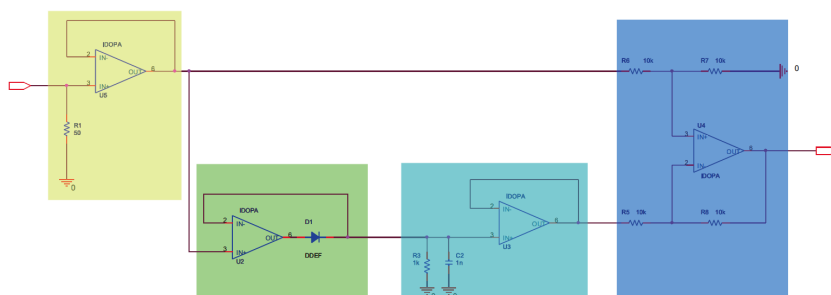 IDOPA
2
IN-
OUT
6
3
IN+
U5
R1
50
0
R6 10k
R7 10k
0
U4
3
IN+
OUT
6
2
IN-
IDOPA
R5 10k
R8 10k
IDOPA
2
IN-
OUT
6
3
IN+
U2
D1
DDEF
IDOPA
2
IN-
OUT
6
3
IN+
U3
R3
1k
C2
1n